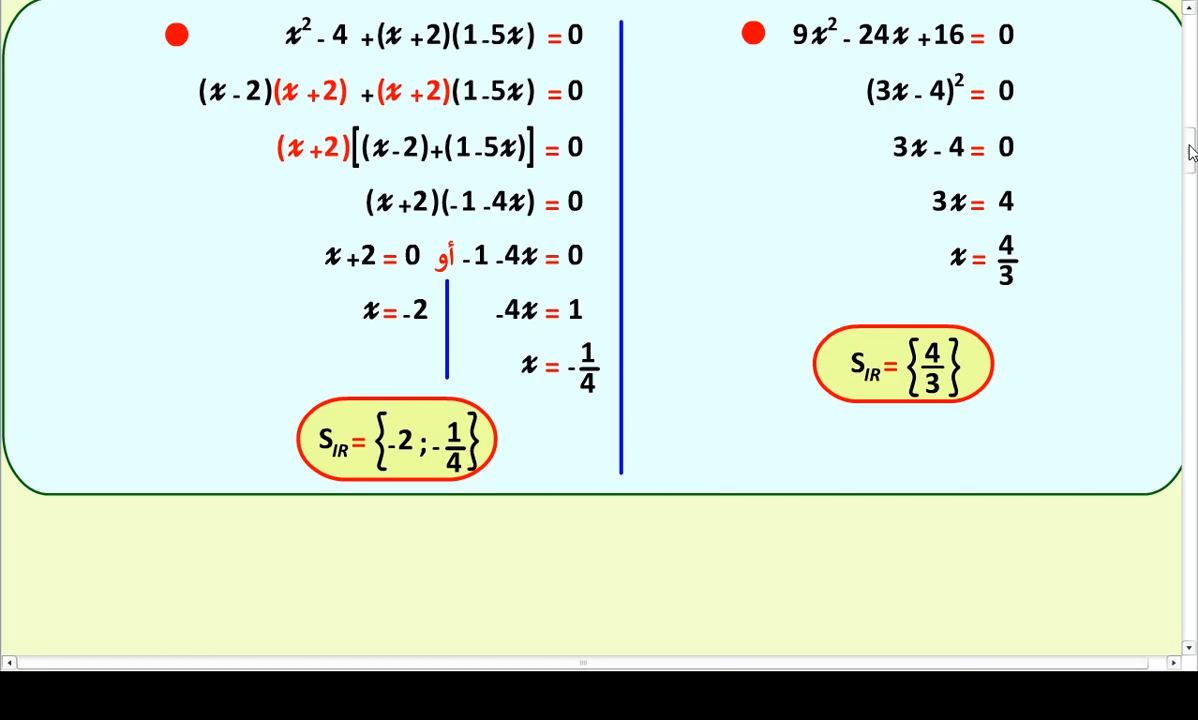 9x² - 24x + 16 = 0
(3x - 4)² = 0
3x - 4 = 0
3x = 4
x = 4/3
S_IR = {4/3}
x² - 4 + (x + 2)(1 - 5x) = 0
(x - 2)(x + 2) + (x + 2)(1 - 5x) = 0
(x + 2)[(x - 2) + (1 - 5x)] = 0
(x + 2)(-1 - 4x) = 0
x + 2 = 0 أو -1 - 4x = 0
x = -2
-4x = 1
x = -1/4
S_IR = {-2 ; -1/4}